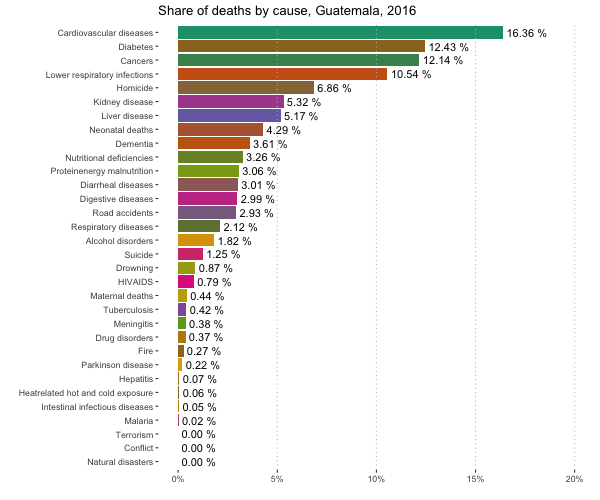 Share of deaths by cause, Guatemala, 2016
Cardiovascular diseases 16.36 %
Diabetes 12.43 %
Cancers 12.14 %
Lower respiratory infections 10.54 %
Homicide 6.86 %
Kidney disease 5.32 %
Liver disease 5.17 %
Neonatal deaths 4.29 %
Dementia 3.61 %
Nutritional deficiencies 3.26 %
Proteinenergy malnutrition 3.06 %
Diarrheal diseases 3.01 %
Digestive diseases 2.99 %
Road accidents 2.93 %
Respiratory diseases 2.12 %
Alcohol disorders 1.82 %
Suicide 1.25 %
Drowning 0.87 %
HIVAIDS 0.79 %
Maternal deaths 0.44 %
Tuberculosis 0.42 %
Meningitis 0.38 %
Drug disorders 0.37 %
Fire 0.27 %
Parkinson disease 0.22 %
Hepatitis 0.07 %
Heatrelated hot and cold exposure 0.06 %
Intestinal infectious diseases 0.05 %
Malaria 0.02 %
Terrorism 0.00 %
Conflict 0.00 %
Natural disasters 0.00 %
0% 5% 10% 15% 20%